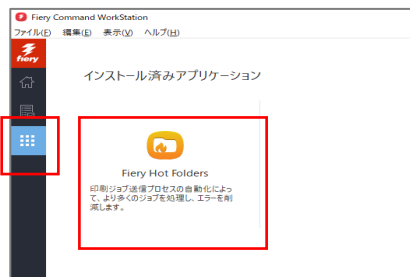 Fiery Command WorkStation
ファイル(F) 編集(E) 表示(V) ヘルプ(H)
fiery
インストール済みアプリケーション
Fiery Hot Folders
印刷ジョブ送信プロセスの自動化によっ
て、より多くのジョブを処理し、エラーを削
減します。